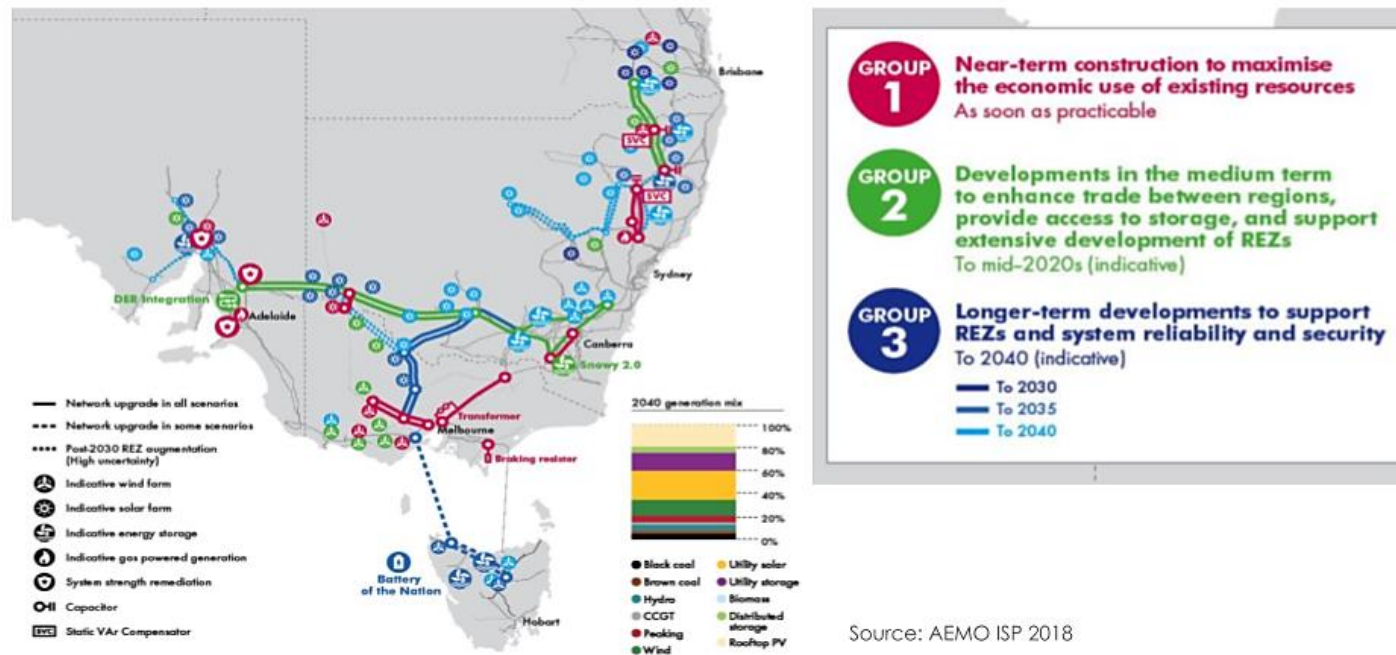 Brisbane
SVC
SVC
Sydney
DER Integration
Adelaide
Canberra
Snowy 2.0
Transformer
Melbourne
Braking resistor
Battery
of the Nation
Hobart
Network upgrade in all scenarios
Network upgrade in some scenarios
Post-2030 REZ augmentation
(High uncertainty)
Indicative wind farm
Indicative solar farm
Indicative energy storage
Indicative gas powered generation
System strength remediation
Capacitor
SVC Static VAr Compensator
2040 generation mix
100%
80%
60%
40%
20%
0%
Black coal
Brown coal
Hydro
CCGT
Peaking
Wind
Utility solar
Utility storage
Biomass
Distributed
storage
Rooftop PV
GROUP
1
Near-term construction to maximise
the economic use of existing resources
As soon as practicable
GROUP
2
Developments in the medium term
to enhance trade between regions,
provide access to storage, and support
extensive development of REZs
To mid-2020s (indicative)
GROUP
3
Longer-term developments to support
REZs and system reliability and security
To 2040 (indicative)
To 2030
To 2035
To 2040
Source: AEMO ISP 2018